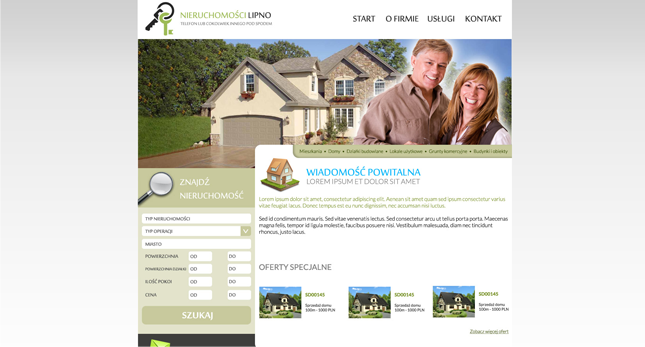 NIERUCHOMOŚCI LIPNO
TELEFON LUB COKOLWIEK INNEGO POD SPODEM
START O FIRMIE USŁUGI KONTAKT
Mieszkania • Domy • Działki budowlane • Lokale użytkowe • Grunty komercyjne • Budynki i obiekty
ZNAJDŹ
NIERUCHOMOŚĆ
TYP NIERUCHOMOŚCI
TYP OPERACJI
MIASTO
POWIERZCHNIA OD DO
POWIERZCHNIA DZIAŁKI OD DO
ILOŚĆ POKOI OD DO
CENA OD DO
SZUKAJ
WIADOMOŚĆ POWITALNA
LOREM IPSUM ET DOLOR SIT AMET
Lorem ipsum dolor sit amet, consectetur adipiscing elit. Aenean sit amet quam sed ipsum consectetur varius
vitae feugiat lacus. Donec tempus est eu nunc dignissim, nec accumsan nisi luctus.
Sed id condimentum mauris. Sed vitae venenatis lectus. Sed consectetur arcu ut tellus porta porta. Maecenas
magna felis, tempor id ligula molestie, faucibus posuere nisi. Vestibulum malesuada, diam nec tincidunt
rhoncus, justo lacus.
OFERTY SPECJALNE
SD00145
Sprzedaż domu
100m - 1000 PLN
SD00145
Sprzedaż domu
100m - 1000 PLN
SD00145
Sprzedaż domu
100m - 1000 PLN
Zobacz więcej ofert